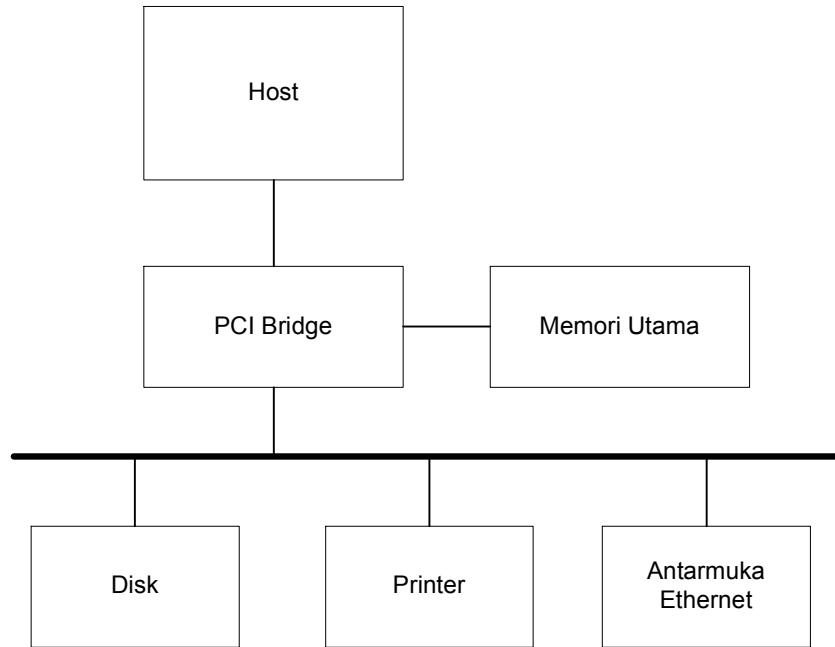 Host
PCI Bridge
Memori Utama
Disk
Printer
Antarmuka
Ethernet